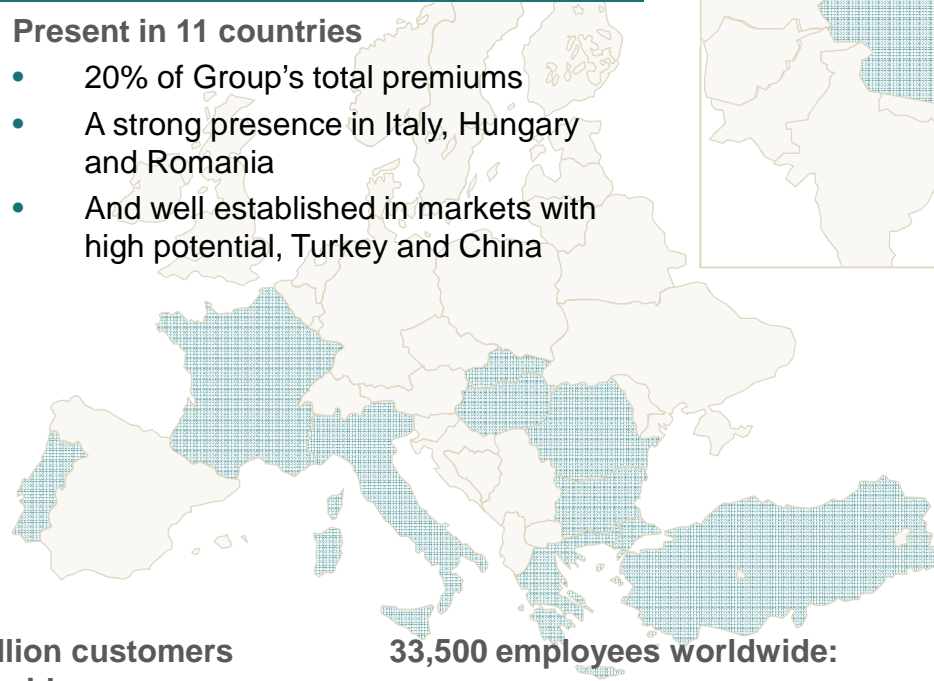 Present in 11 countries
• 20% of Group's total premiums
• A strong presence in Italy, Hungary
and Romania
• And well established in markets with
high potential, Turkey and China
customers
33,500 employees worldwide: